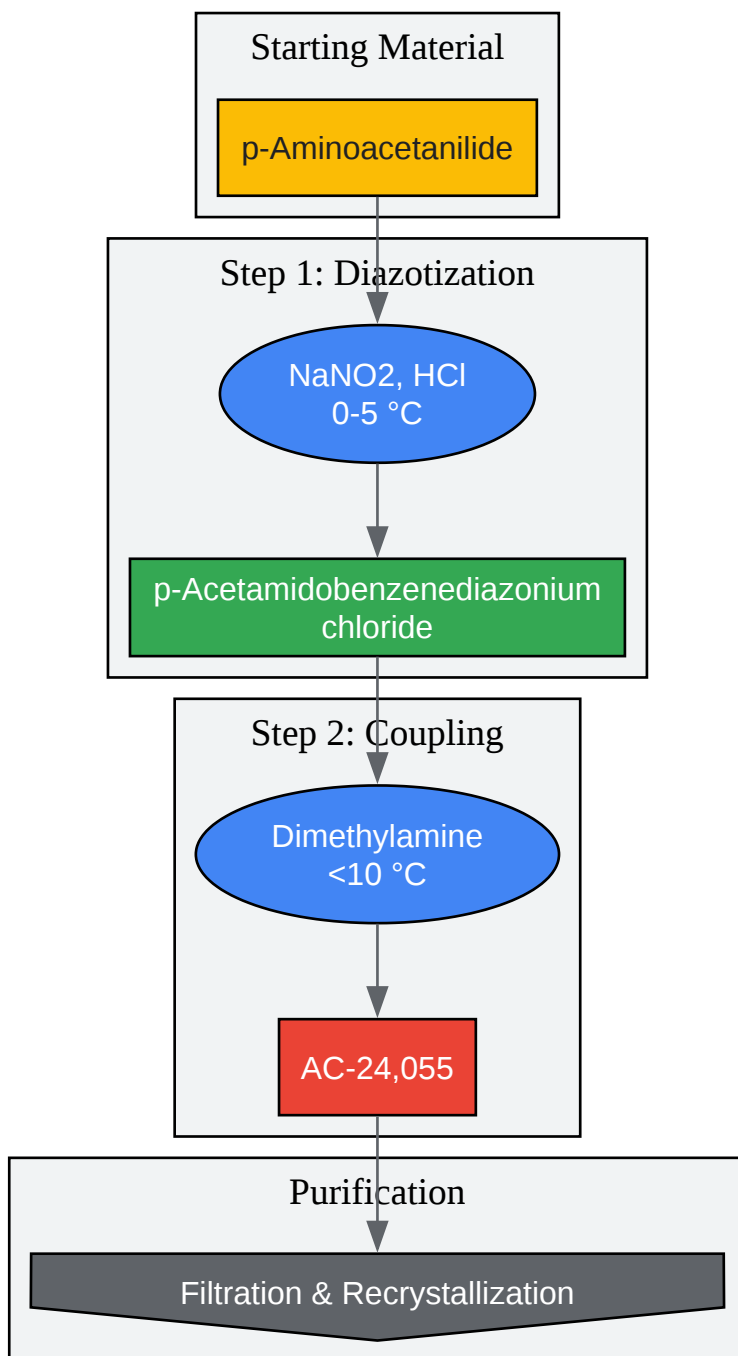 Starting Material
p-Aminoacetanilide
Step 1: Diazotization
NaNO2, HCl
0-5 °C
p-Acetamidobenzenediazonium
chloride
Step 2: Coupling
Dimethylamine
<10 °C
AC-24,055
Purification
Filtration & Recrystallization